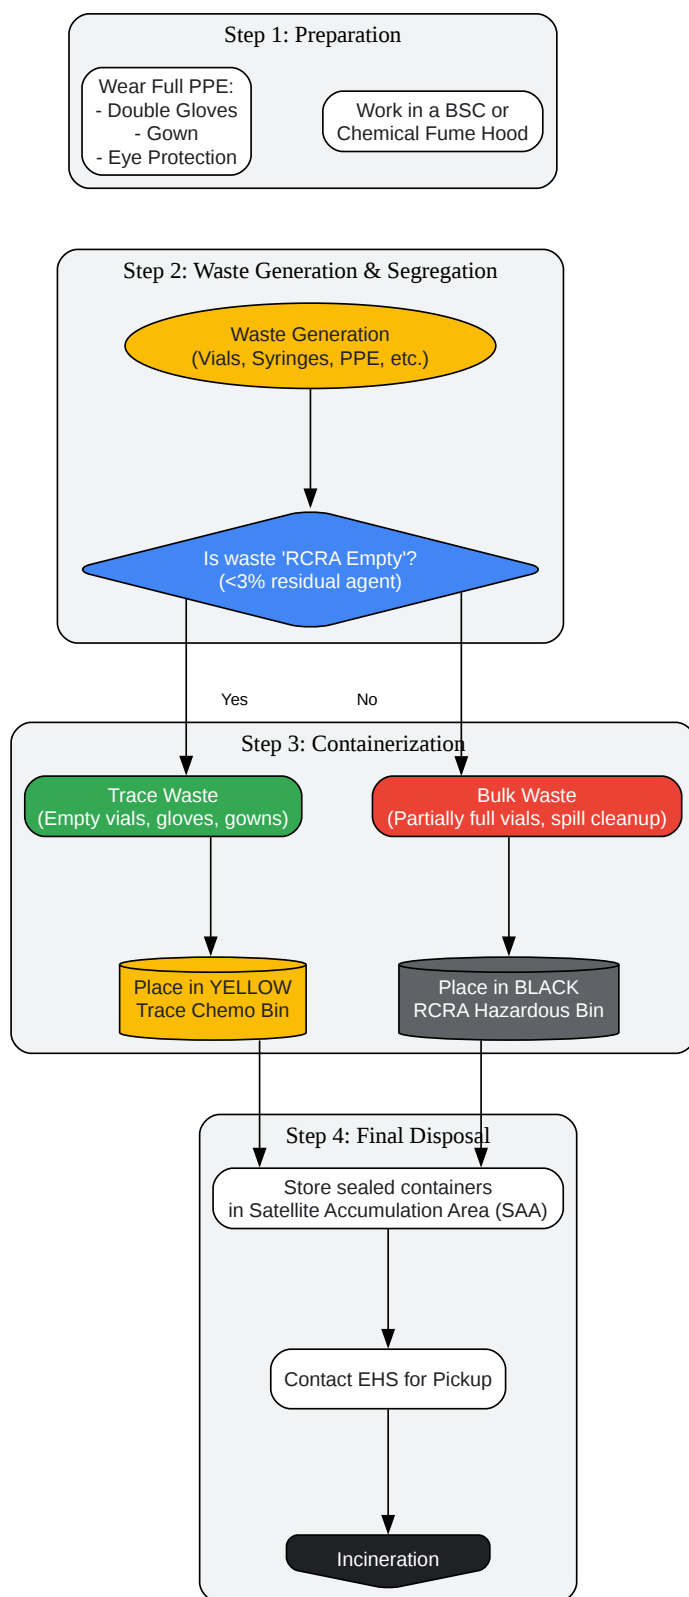 Step 1: Preparation
Wear Full PPE:
- Double Gloves
- Gown
- Eye Protection
Work in a BSC or
Chemical Fume Hood
Step 2: Waste Generation & Segregation
Waste Generation
(Vials, Syringes, PPE, etc.)
Is waste 'RCRA Empty'?
(<3% residual agent)
Yes
No
Step 3: Containerization
Trace Waste
(Empty vials, gloves, gowns)
Bulk Waste
(Partially full vials, spill cleanup)
Place in YELLOW
Trace Chemo Bin
Place in BLACK
RCRA Hazardous Bin
Step 4: Final Disposal
Store sealed containers
in Satellite Accumulation Area (SAA)
Contact EHS for Pickup
Incineration